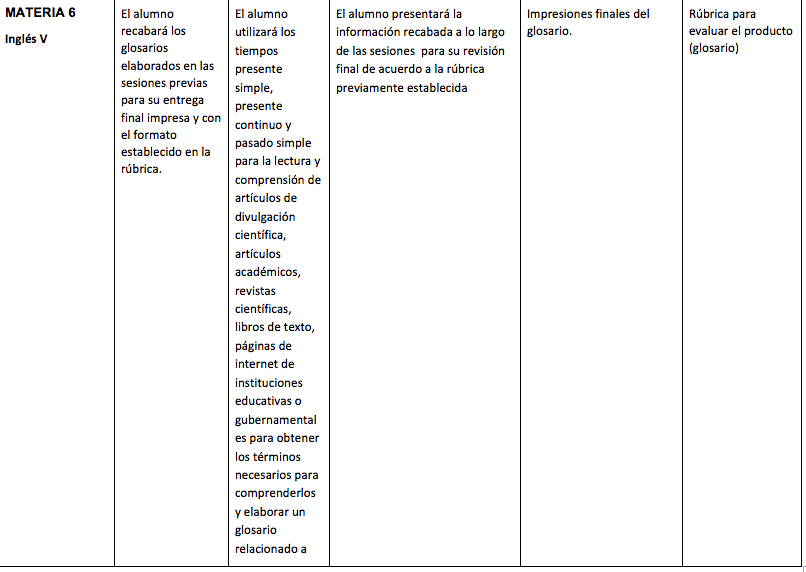 MATERIA 6
Inglés V
El alumno
recabará los
glosarios
elaborados en las
sesiones previas
para su entrega
final impresa y con
el formato
establecido en la
rúbrica.
El alumno
utilizará los
tiempos
presente
simple,
presente
continuo y
pasado simple
para la lectura y
comprensión de
artículos de
divulgación
científica,
artículos
académicos,
revistas
científicas,
libros de texto,
páginas de
internet de
instituciones
educativas o
gubernamental
es para obtener
los términos
necesarios para
comprenderlos
y elaborar un
glosario
relacionado a
El alumno presentará la
información recabada a lo largo
de las sesiones para su revisión
final de acuerdo a la rúbrica
previamente establecida
Impresiones finales del
glosario.
Rúbrica para
evaluar el producto
(glosario)